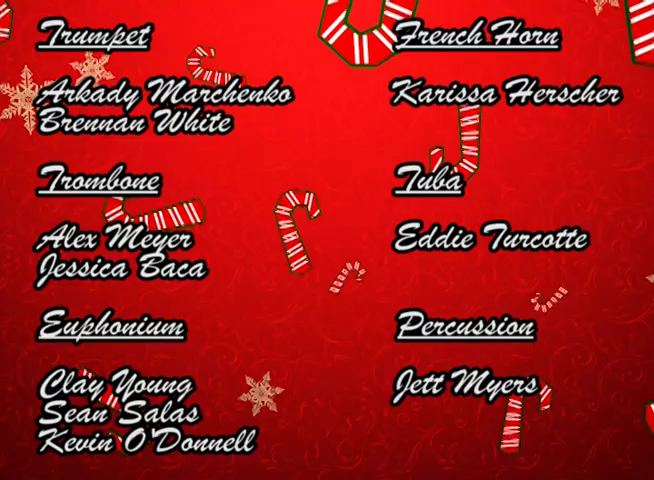 Trumpet
Arkady Marchenko
Brennan White
Trombone
Alex Meyer
Jessica Baca
Euphonium
Clay Young
Sean Salas
Kevin O'Donnell
French Horn
Karissa Herscher
Tuba
Eddie Turcotte
Percussion
Jett Myers